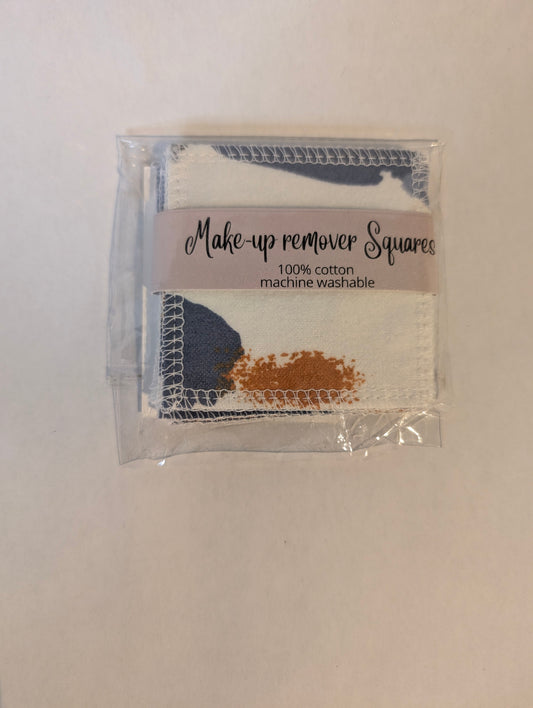 Make-up remover Squares
100% cotton
machine washable